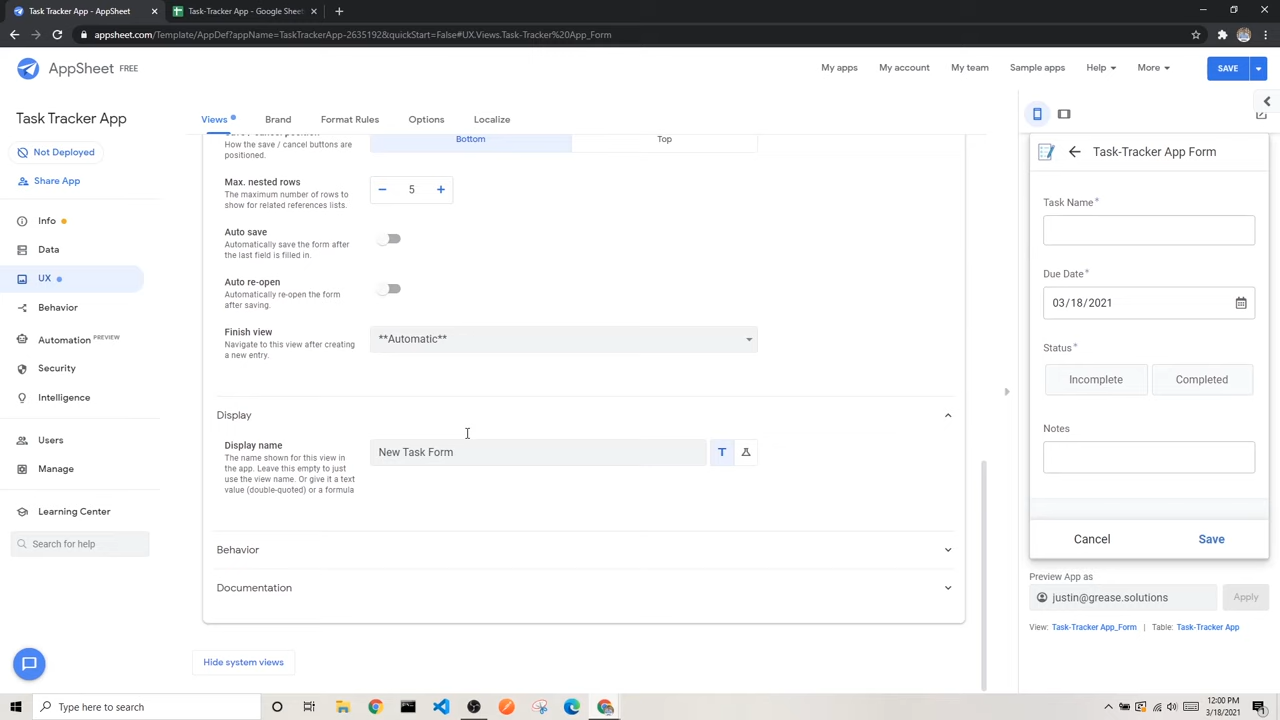 Task Tracker App
Task-Tracker App - Google Sheet
appsheet.com/Template/AppDef?appName=TaskTrackerApp-2635192&quickStart=False#UX.Views.Task-Tracker%20App_Form
AppSheet FREE
My apps
My account
My team
Sample apps
Help
More
SAVE
Task Tracker App
Not Deployed
Share App
Info
Data
UX
Behavior
Automation PREVIEW
Security
Intelligence
Users
Manage
Learning Center
Search for help
Views
Brand
Format Rules
Options
Localize
How the save / cancel buttons are
positioned.
Bottom
Top
Max. nested rows
The maximum number of rows to
show for related references lists.
5
Auto save
Automatically save the form after
the last field is filled in.
Auto re-open
Automatically re-open the form
after saving.
Finish view
Navigate to this view after creating
a new entry.
**Automatic**
Display
Display name
The name shown for this view in
the app. Leave this empty to just
use the view name. Or give it a text
value (double-quoted) or a formula
New Task Form
T
Behavior
Documentation
Hide system views
Task-Tracker App Form
Task Name*
Due Date*
03/18/2021
Status*
Incomplete
Completed
Notes
Cancel
Save
Preview App as
justin@grease.solutions
Apply
View: Task-Tracker App_Form | Table: Task-Tracker App
Type here to search
12:00 PM
3/18/2021